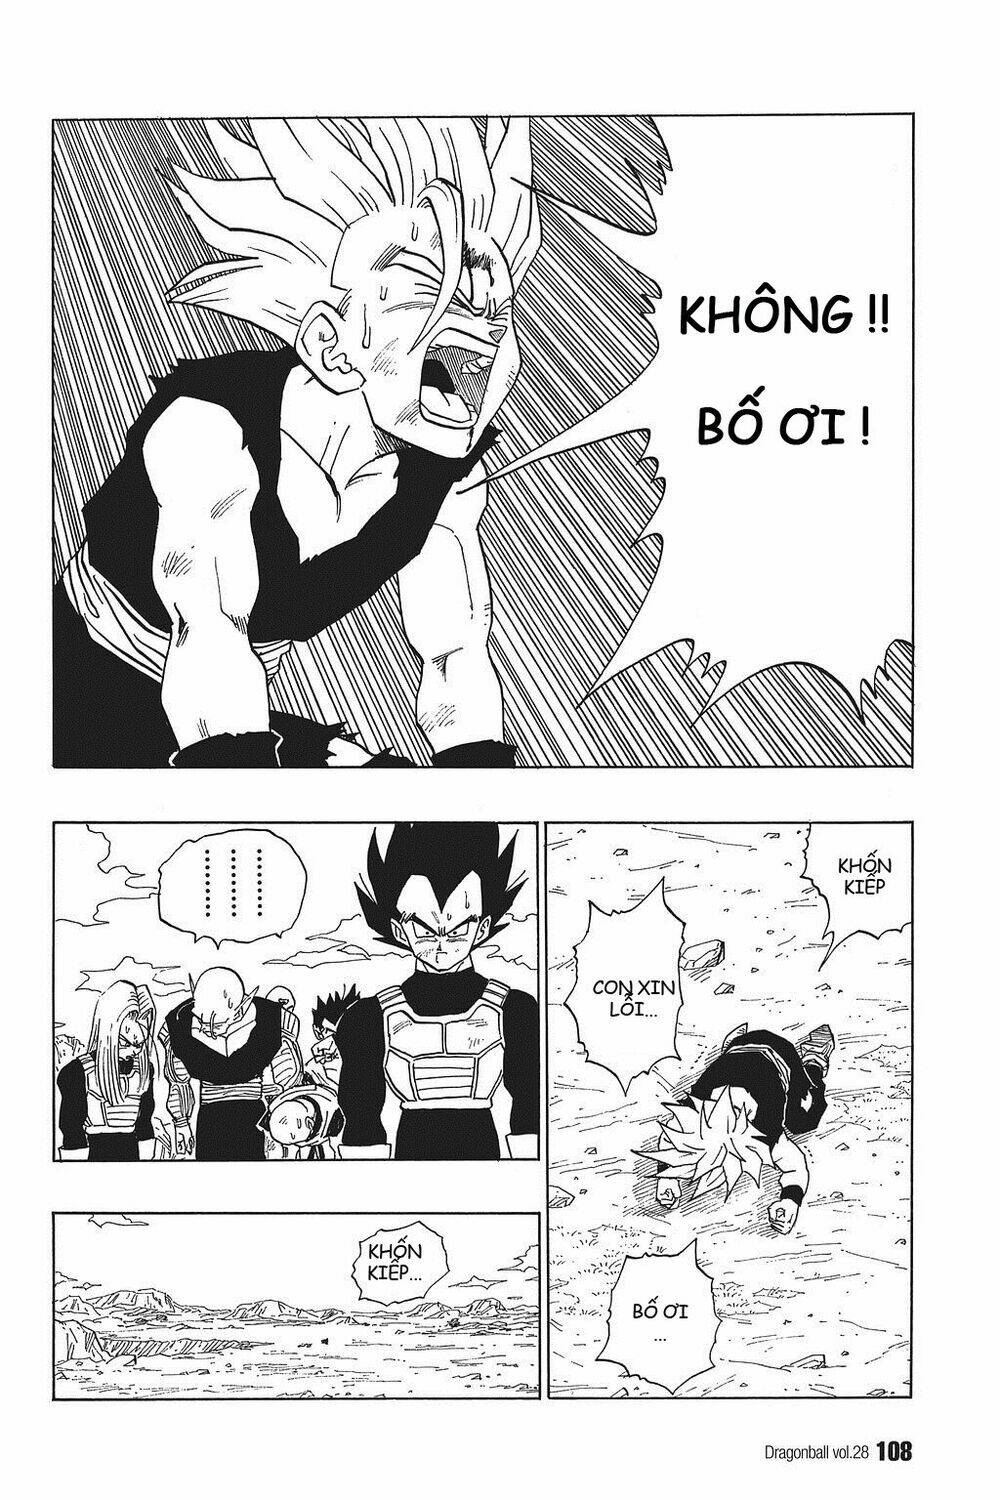 KHÔNG !!
BỐ ƠI !
KHỐN
KIẾP
CON XIN
LỖI...
BỐ ƠI
...
KHỐN
KIẾP...
Dragonball vol.28 108